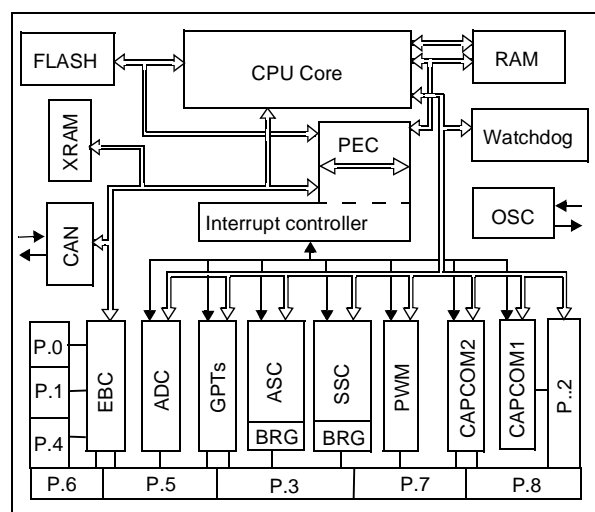 FLASH
CPU Core
RAM
XRAM
PEC
Watchdog
Interrupt controller
CAN
OSC
P.0
P.1
P.4
EBC
ADC
GPTs
ASC
BRG
SSC
BRG
PWM
CAPCOM2
CAPCOM1
P..2
P.6
P.5
P.3
P.7
P.8